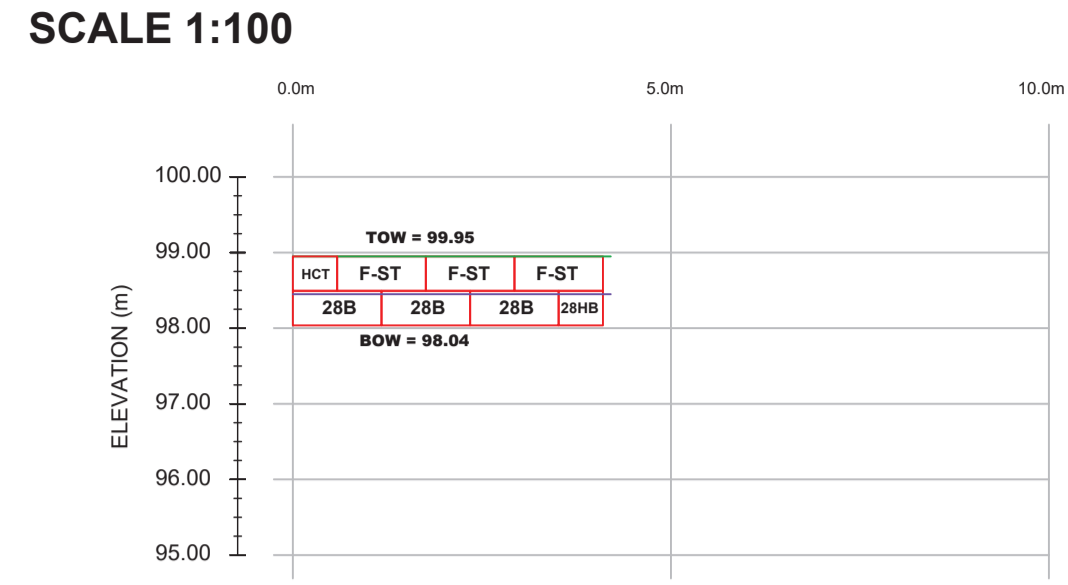 SCALE 1:100
0.0m 5.0m 10.0m
100.00
TOW = 99.95
99.00
HCT F-ST F-ST F-ST
28B 28B 28B 28HB
98.00
BOW = 98.04
ELEVATION (m)
97.00
96.00
95.00